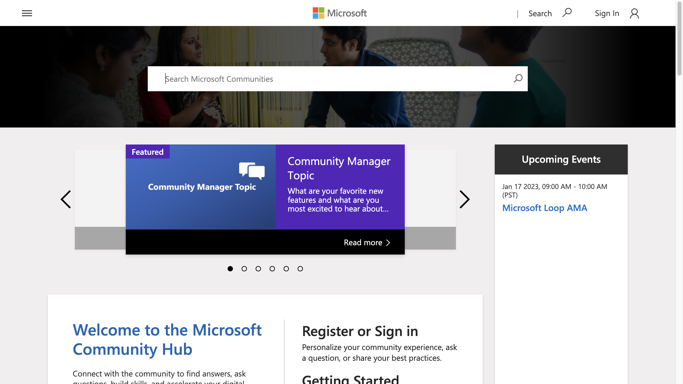 Microsoft
Search
Sign In
Search Microsoft Communities
Featured
Community Manager Topic
Community Manager
Topic
What are your favorite new
features and what are you
most excited to hear about...
Read more
Upcoming Events
Jan 17 2023, 09:00 AM - 10:00 AM
(PST)
Microsoft Loop AMA
Welcome to the Microsoft
Community Hub
Connect with the community to find answers, ask
questions, build skills, and accelerate your digital
Register or Sign in
Personalize your community experience, ask
a question, or share your best practices.
Getting Started